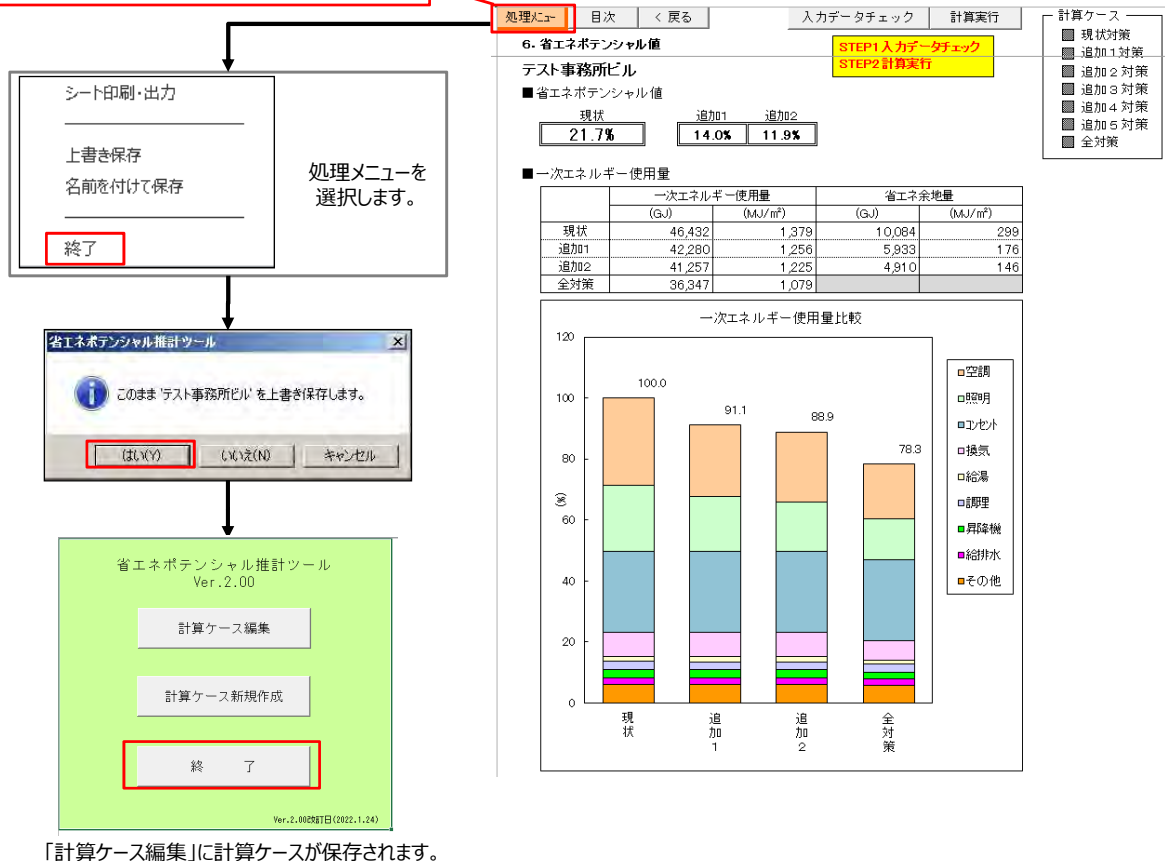 処理メニュー
目次
< 戻る
入力データチェック
計算実行
計算ケース
現状対策
追加1対策
追加2対策
追加3対策
追加4対策
追加5対策
全対策
6. 省エネポテンシャル値
STEP1入力データチェック
STEP2計算実行
テスト事務所ビル
■省エネポテンシャル値
現状 追加1 追加2
21.7% 14.0% 11.9%
■一次エネルギー使用量
一次エネルギー使用量 省エネ余地量
(GJ) (MJ/㎡) (GJ) (MJ/㎡)
現状 46,432 1,379 10,084 299
追加1 42,280 1,256 5,933 176
追加2 41,257 1,225 4,910 146
全対策 36,347 1,079
一次エネルギー使用量比較
(%)
120
100
80
60
40
20
0
100.0
91.1
88.9
78.3
現状
追加1
追加2
全対策
空調
照明
コンセント
換気
給湯
調理
昇降機
給排水
その他
シート印刷・出力
上書き保存
名前を付けて保存
終了
処理メニューを
選択します。
省エネポテンシャル推計ツール
このまま 'テスト事務所ビル' を上書き保存します。
はい(Y)
いいえ(N)
キャンセル
省エネポテンシャル推計ツール
Ver.2.00
計算ケース編集
計算ケース新規作成
終 了
Ver.2.00改訂日(2022.1.24)
「計算ケース編集」に計算ケースが保存されます。